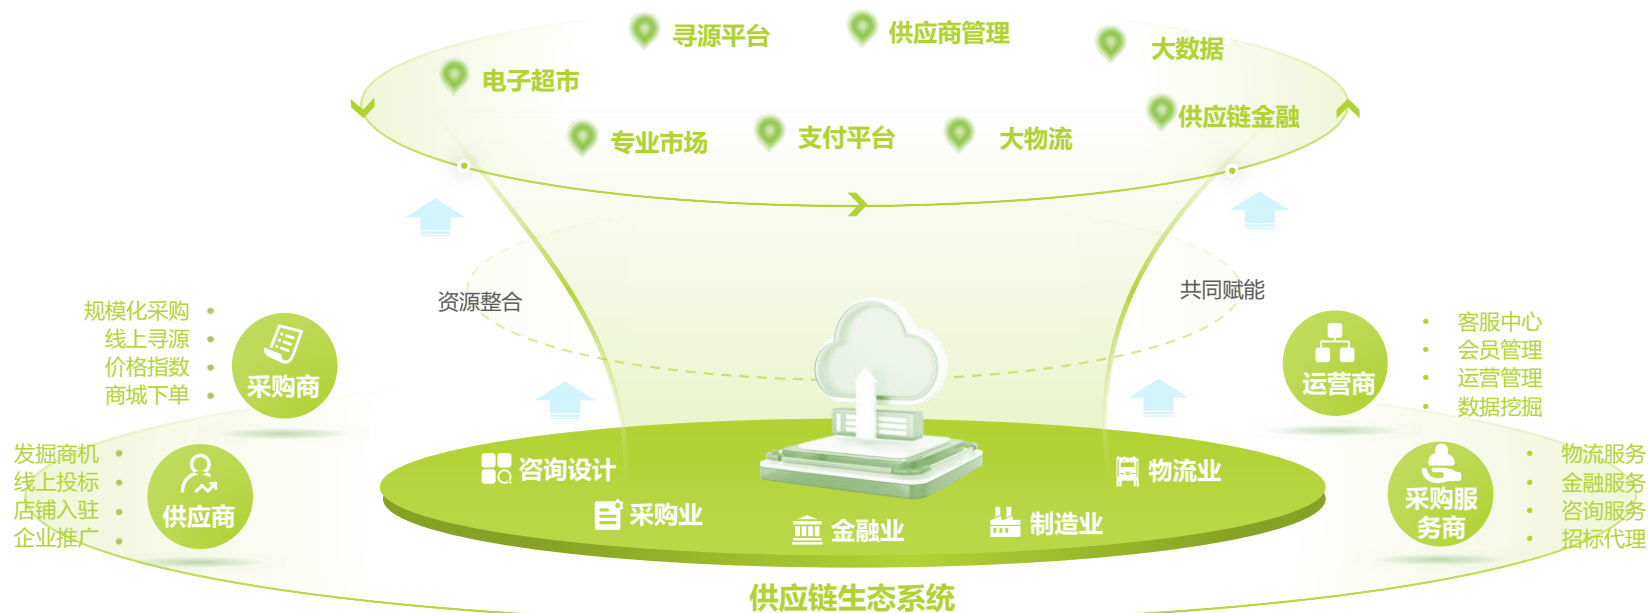 寻源平台
供应商管理
大数据
电子超市
供应链金融
专业市场
支付平台
大物流
资源整合
共同赋能
规模化采购
线上寻源
价格指数
商城下单
采购商
发掘商机
线上投标
店铺入驻
企业推广
供应商
运营商
客服中心
会员管理
运营管理
数据挖掘
采购服
务商
物流服务
金融服务
咨询服务
招标代理
咨询设计
采购业
金融业
制造业
物流业
供应链生态系统